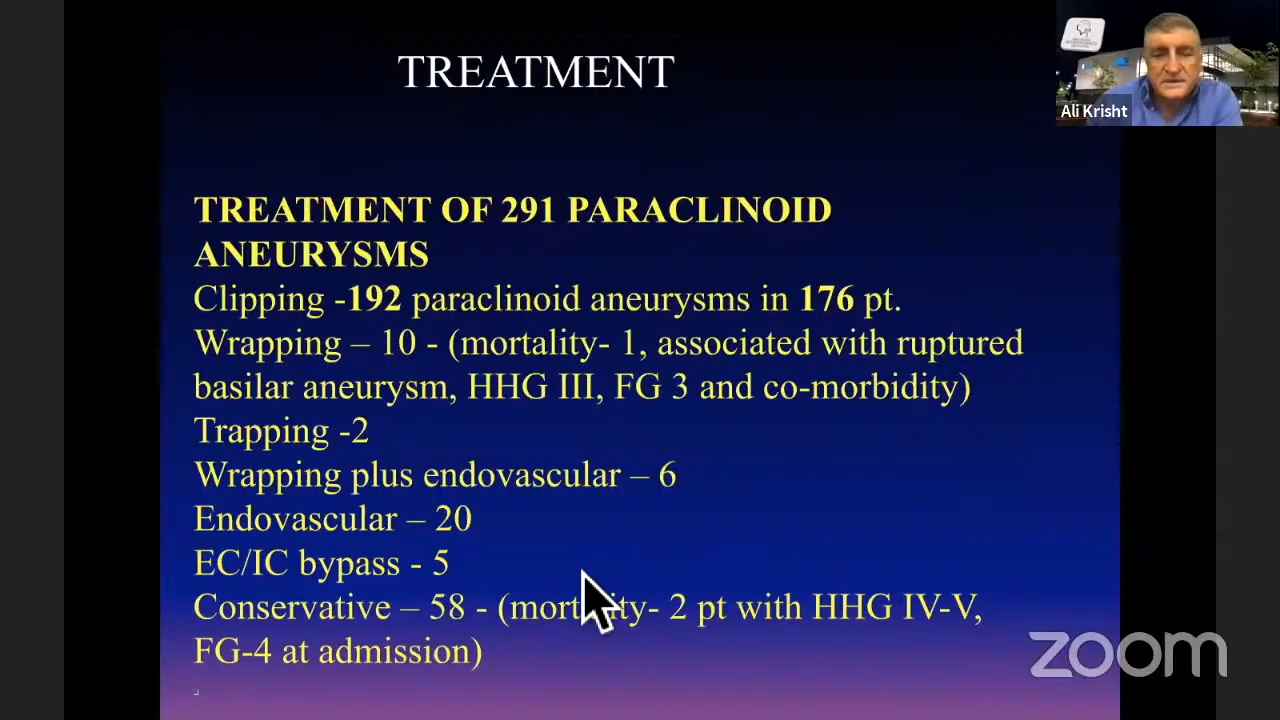 TREATMENT
Ali Krisht
TREATMENT OF 291 PARACLINOID
ANEURYSMS
Clipping -192 paraclinoid aneurysms in 176 pt.
Wrapping – 10 - (mortality- 1, associated with ruptured
basilar aneurysm, HHG III, FG 3 and co-morbidity)
Trapping -2
Wrapping plus endovascular – 6
Endovascular – 20
EC/IC bypass - 5
Conservative – 58 - (mortality- 2 pt with HHG IV-V,
FG-4 at admission)
zoom